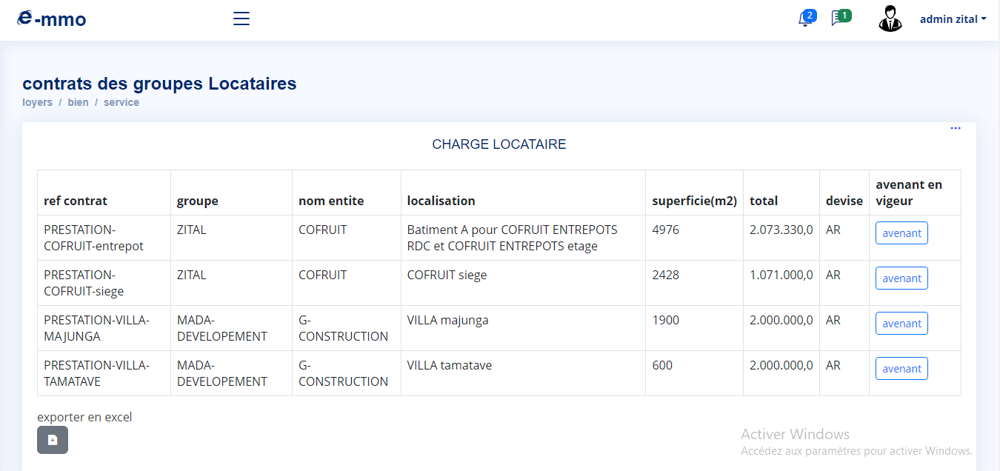 e-mmo
2
1
admin zital
contrats des groupes Locataires
loyers / bien / service
CHARGE LOCATAIRE
ref contrat groupe nom entite localisation superficie(m2) total devise avenant en vigeur
PRESTATION-COFRUIT-entrepot ZITAL COFRUIT Batiment A pour COFRUIT ENTREPOTS RDC et COFRUIT ENTREPOTS etage 4976 2.073.330,0 AR avenant
PRESTATION-COFRUIT-siege ZITAL COFRUIT COFRUIT siege 2428 1.071.000,0 AR avenant
PRESTATION-VILLA-MAJUNGA MADA-DEVELOPEMENT G-CONSTRUCTION VILLA majunga 1900 2.000.000,0 AR avenant
PRESTATION-VILLA-TAMATAVE MADA-DEVELOPEMENT G-CONSTRUCTION VILLA tamatave 600 2.000.000,0 AR avenant
exporter en excel
Activer Windows
Accédez aux paramètres pour activer Windows.